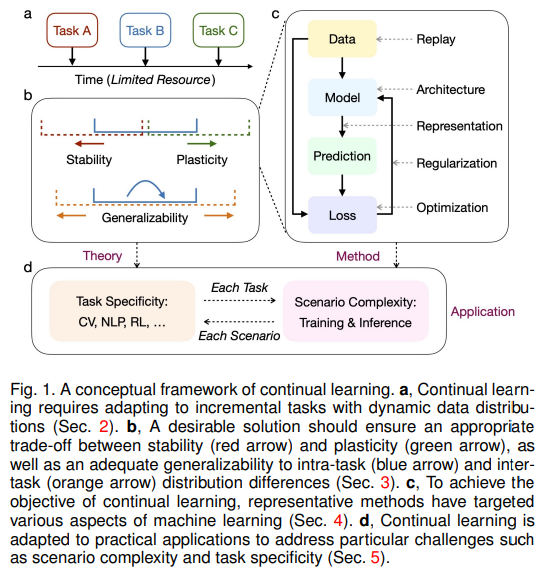 a
Task A
Task B
Task C
Time (Limited Resource)
b
Stability
Plasticity
Generalizability
c
Data
Replay
Model
Architecture
Representation
Prediction
Regularization
Loss
Optimization
Theory
Method
d
Task Specificity:
CV, NLP, RL, ...
Each Task
Each Scenario
Scenario Complexity:
Training & Inference
Application
Fig. 1. A conceptual framework of continual learning. a, Continual learn-
ing requires adapting to incremental tasks with dynamic data distribu-
tions (Sec. 2). b, A desirable solution should ensure an appropriate
trade-off between stability (red arrow) and plasticity (green arrow), as
well as an adequate generalizability to intra-task (blue arrow) and inter-
task (orange arrow) distribution differences (Sec. 3). c, To achieve the
objective of continual learning, representative methods have targeted
various aspects of machine learning (Sec. 4). d, Continual learning is
adapted to practical applications to address particular challenges such
as scenario complexity and task specificity (Sec. 5).